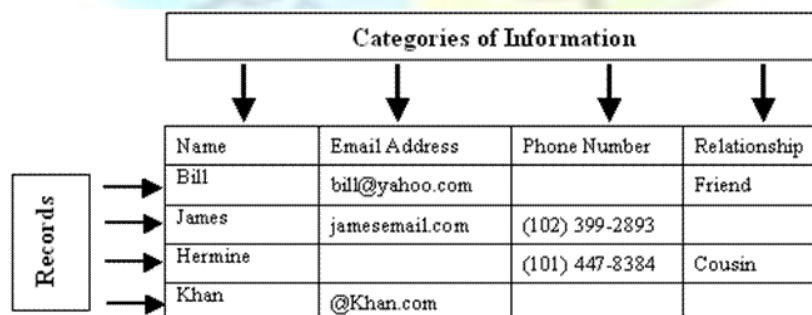 Categories of Information
Name Email Address Phone Number Relationship
Records
Bill bill@yahoo.com Friend
James jamesemail.com (102) 399-2893
Hermine (101) 447-8384 Cousin
Khan @Khan.com